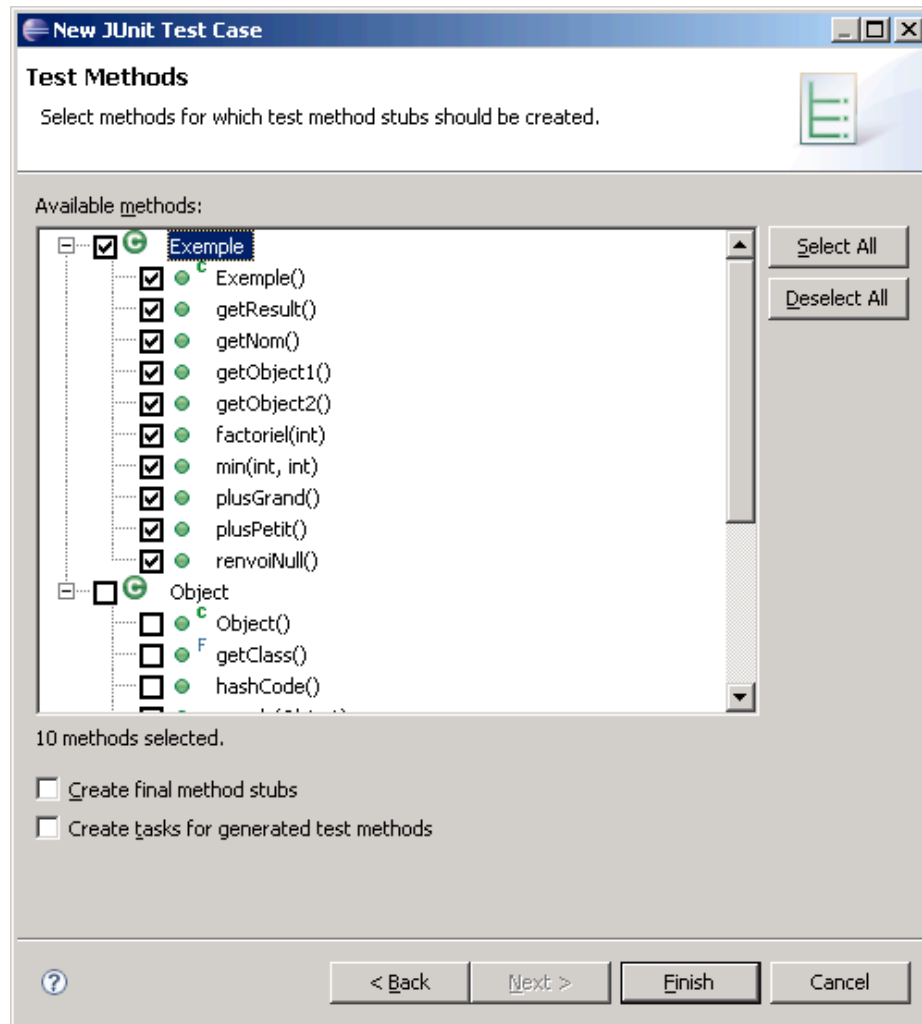 New JUnit Test Case
Test Methods
Select methods for which test method stubs should be created.
Available methods:
Exemple
Select All
C Exemple()
Deselect All
getResult()
getNom()
getObject1()
getObject2()
factoriel(int)
min(int, int)
plusGrand()
plusPetit()
renvoiNull()
Object
C Object()
F getClass()
hashCode()
10 methods selected.
Create final method stubs
Create tasks for generated test methods
< Back Next > Finish Cancel